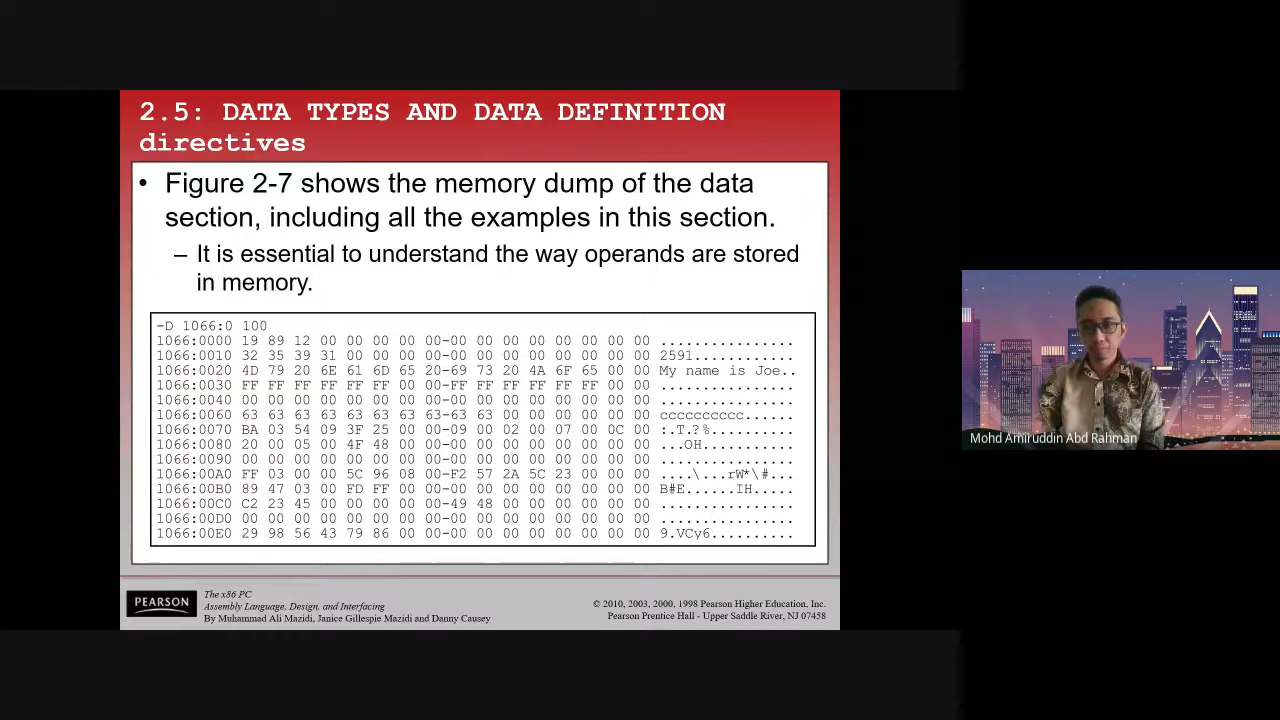 2.5: DATA TYPES AND DATA DEFINITION
directives
• Figure 2-7 shows the memory dump of the data
section, including all the examples in this section.
– It is essential to understand the way operands are stored
in memory.
-D 1066:0 100
1066:0000 19 89 12 00 00 00 00 00-00 00 00 00 00 00 00 00 ................
1066:0010 32 35 39 31 00 00 00 00-00 00 00 00 00 00 00 00 2591............
1066:0020 4D 79 20 6E 61 6D 65 20-69 73 20 4A 6F 65 00 00 My name is Joe..
1066:0030 FF FF FF FF FF FF 00 00-FF FF FF FF FF FF 00 00 ................
1066:0040 00 00 00 00 00 00 00 00-00 00 00 00 00 00 00 00 ................
1066:0060 63 63 63 63 63 63 63 63-63 63 00 00 00 00 00 00 cccccccccc......
1066:0070 BA 03 54 09 3F 25 00 00-09 00 02 00 07 00 0C 00 :.T.?%..........
1066:0080 20 00 05 00 4F 48 00 00-00 00 00 00 00 00 00 00 ...OH...........
1066:0090 00 00 00 00 00 00 00 00-00 00 00 00 00 00 00 00 ................
1066:00A0 FF 03 00 00 5C 96 08 00-F2 57 2A 5C 23 00 00 00 ....\...rW*\#...
1066:00B0 89 47 03 00 FD FF 00 00-00 00 00 00 00 00 00 00 B#E......IH.....
1066:00C0 C2 23 45 00 00 00 00 00-49 48 00 00 00 00 00 00 ................
1066:00D0 00 00 00 00 00 00 00 00-00 00 00 00 00 00 00 00 ................
1066:00E0 29 98 56 43 79 86 00 00-00 00 00 00 00 00 00 00 9.VCy6..........
Mohd Amiruddin Abd Rahman
PEARSON
The x86 PC
Assembly Language, Design, and Interfacing
By Muhammad Ali Mazidi, Janice Gillespie Mazidi and Danny Causey
© 2010, 2003, 2000, 1998 Pearson Higher Education, Inc.
Pearson Prentice Hall - Upper Saddle River, NJ 07458